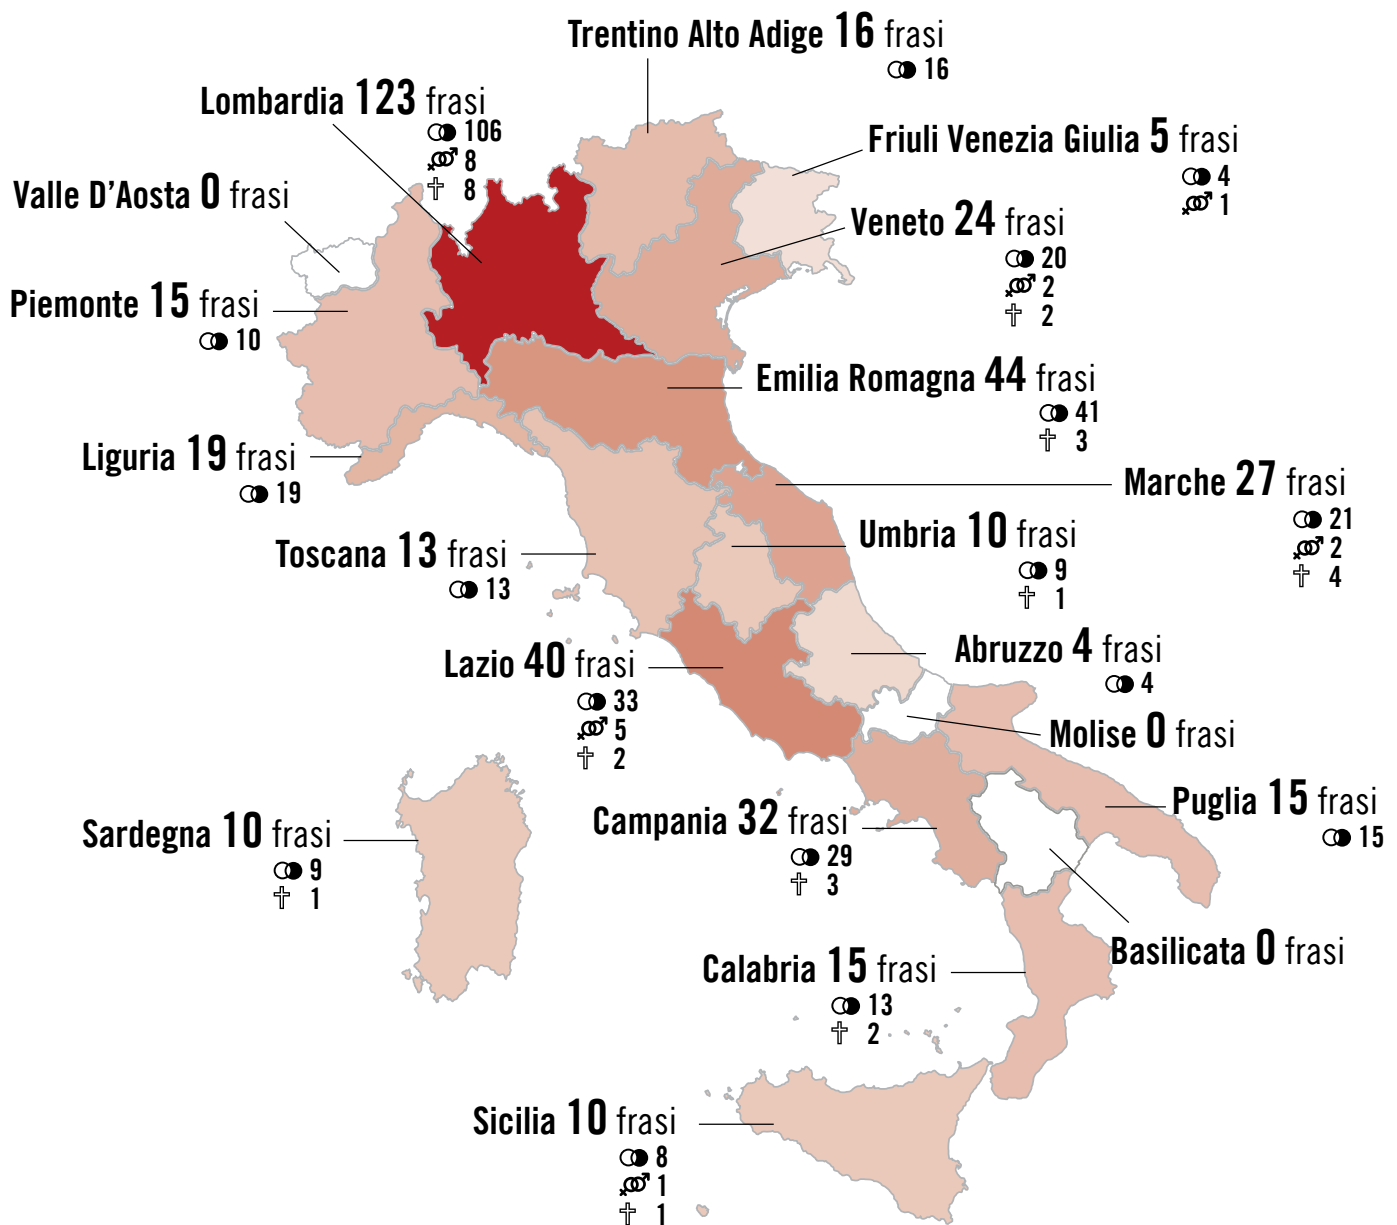 Trentino Alto Adige 16 frasi
16
Lombardia 123 frasi
106
8
8
Friuli Venezia Giulia 5 frasi
4
1
Valle D'Aosta 0 frasi
Veneto 24 frasi
20
2
2
Piemonte 15 frasi
10
Emilia Romagna 44 frasi
41
3
Liguria 19 frasi
19
Marche 27 frasi
21
2
4
Umbria 10 frasi
9
1
Toscana 13 frasi
13
Abruzzo 4 frasi
4
Lazio 40 frasi
33
5
2
Molise 0 frasi
Puglia 15 frasi
15
Campania 32 frasi
29
3
Sardegna 10 frasi
9
1
Basilicata 0 frasi
Calabria 15 frasi
13
2
Sicilia 10 frasi
8
1
1